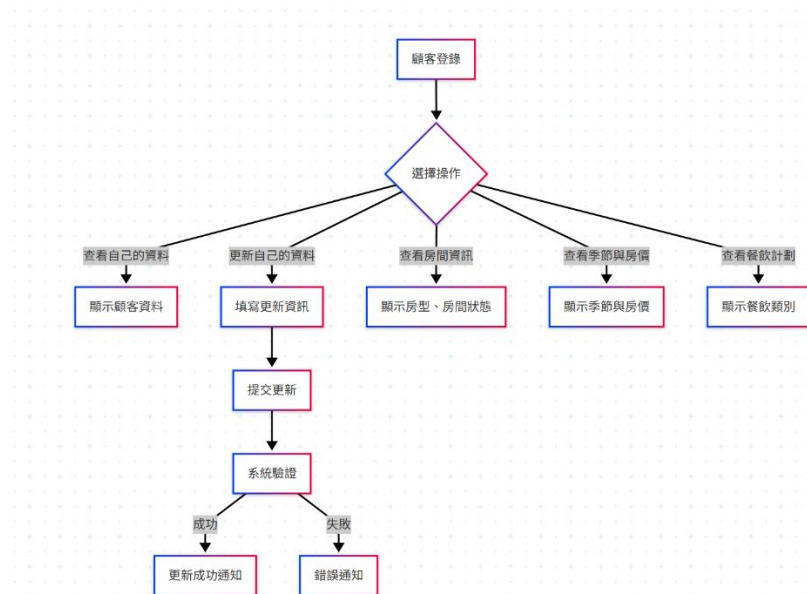 顧客登錄
選擇操作
查看自己的資料
更新自己的資料
查看房間資訊
查看季節與房價
查看餐飲計劃
顯示顧客資料
填寫更新資訊
顯示房型、房間狀態
顯示季節與房價
顯示餐飲類別
提交更新
系統驗證
成功
失敗
更新成功通知
錯誤通知